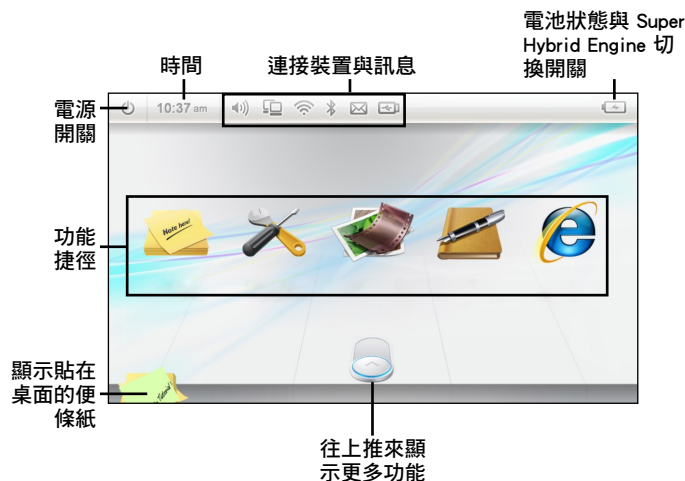 電池狀態與 Super
Hybrid Engine 切
換開關
時間
連接裝置與訊息
電源
開關
10:37 am
Note here!
功能
捷徑
顯示貼在
桌面的便
條紙
Tutorial!
往上推來顯
示更多功能